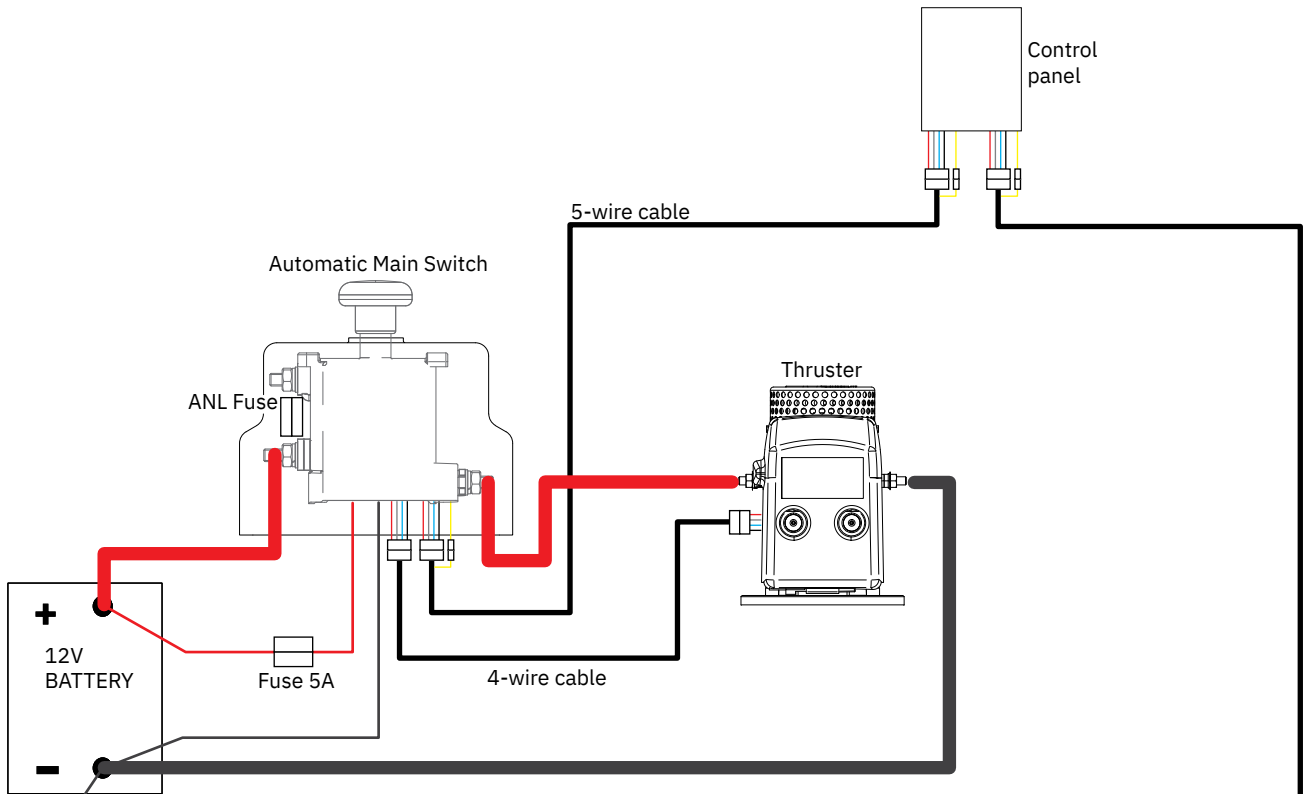 Control
panel
5-wire cable
Automatic Main Switch
Thruster
ANL Fuse
+
12V
BATTERY
Fuse 5A
4-wire cable
-